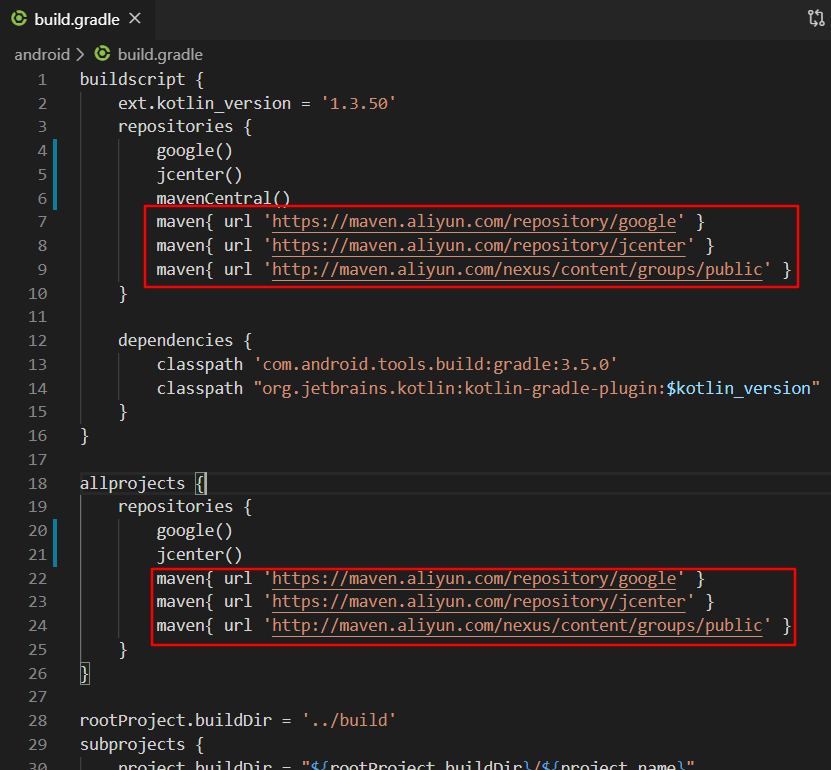 build.gradle
android > build.gradle
1 buildscript {
2 ext.kotlin_version = '1.3.50'
3 repositories {
4 google()
5 jcenter()
6 mavenCentral()
7 maven{ url 'https://maven.aliyun.com/repository/google' }
8 maven{ url 'https://maven.aliyun.com/repository/jcenter' }
9 maven{ url 'http://maven.aliyun.com/nexus/content/groups/public' }
10 }
11
12 dependencies {
13 classpath 'com.android.tools.build:gradle:3.5.0'
14 classpath "org.jetbrains.kotlin:kotlin-gradle-plugin:$kotlin_version"
15 }
16 }
17
18 allprojects {
19 repositories {
20 google()
21 jcenter()
22 maven{ url 'https://maven.aliyun.com/repository/google' }
23 maven{ url 'https://maven.aliyun.com/repository/jcenter' }
24 maven{ url 'http://maven.aliyun.com/nexus/content/groups/public' }
25 }
26 }
27
28 rootProject.buildDir = '../build'
29 subprojects {
30 project.buildDir = "${rootProject.buildDir}/${project.name}"